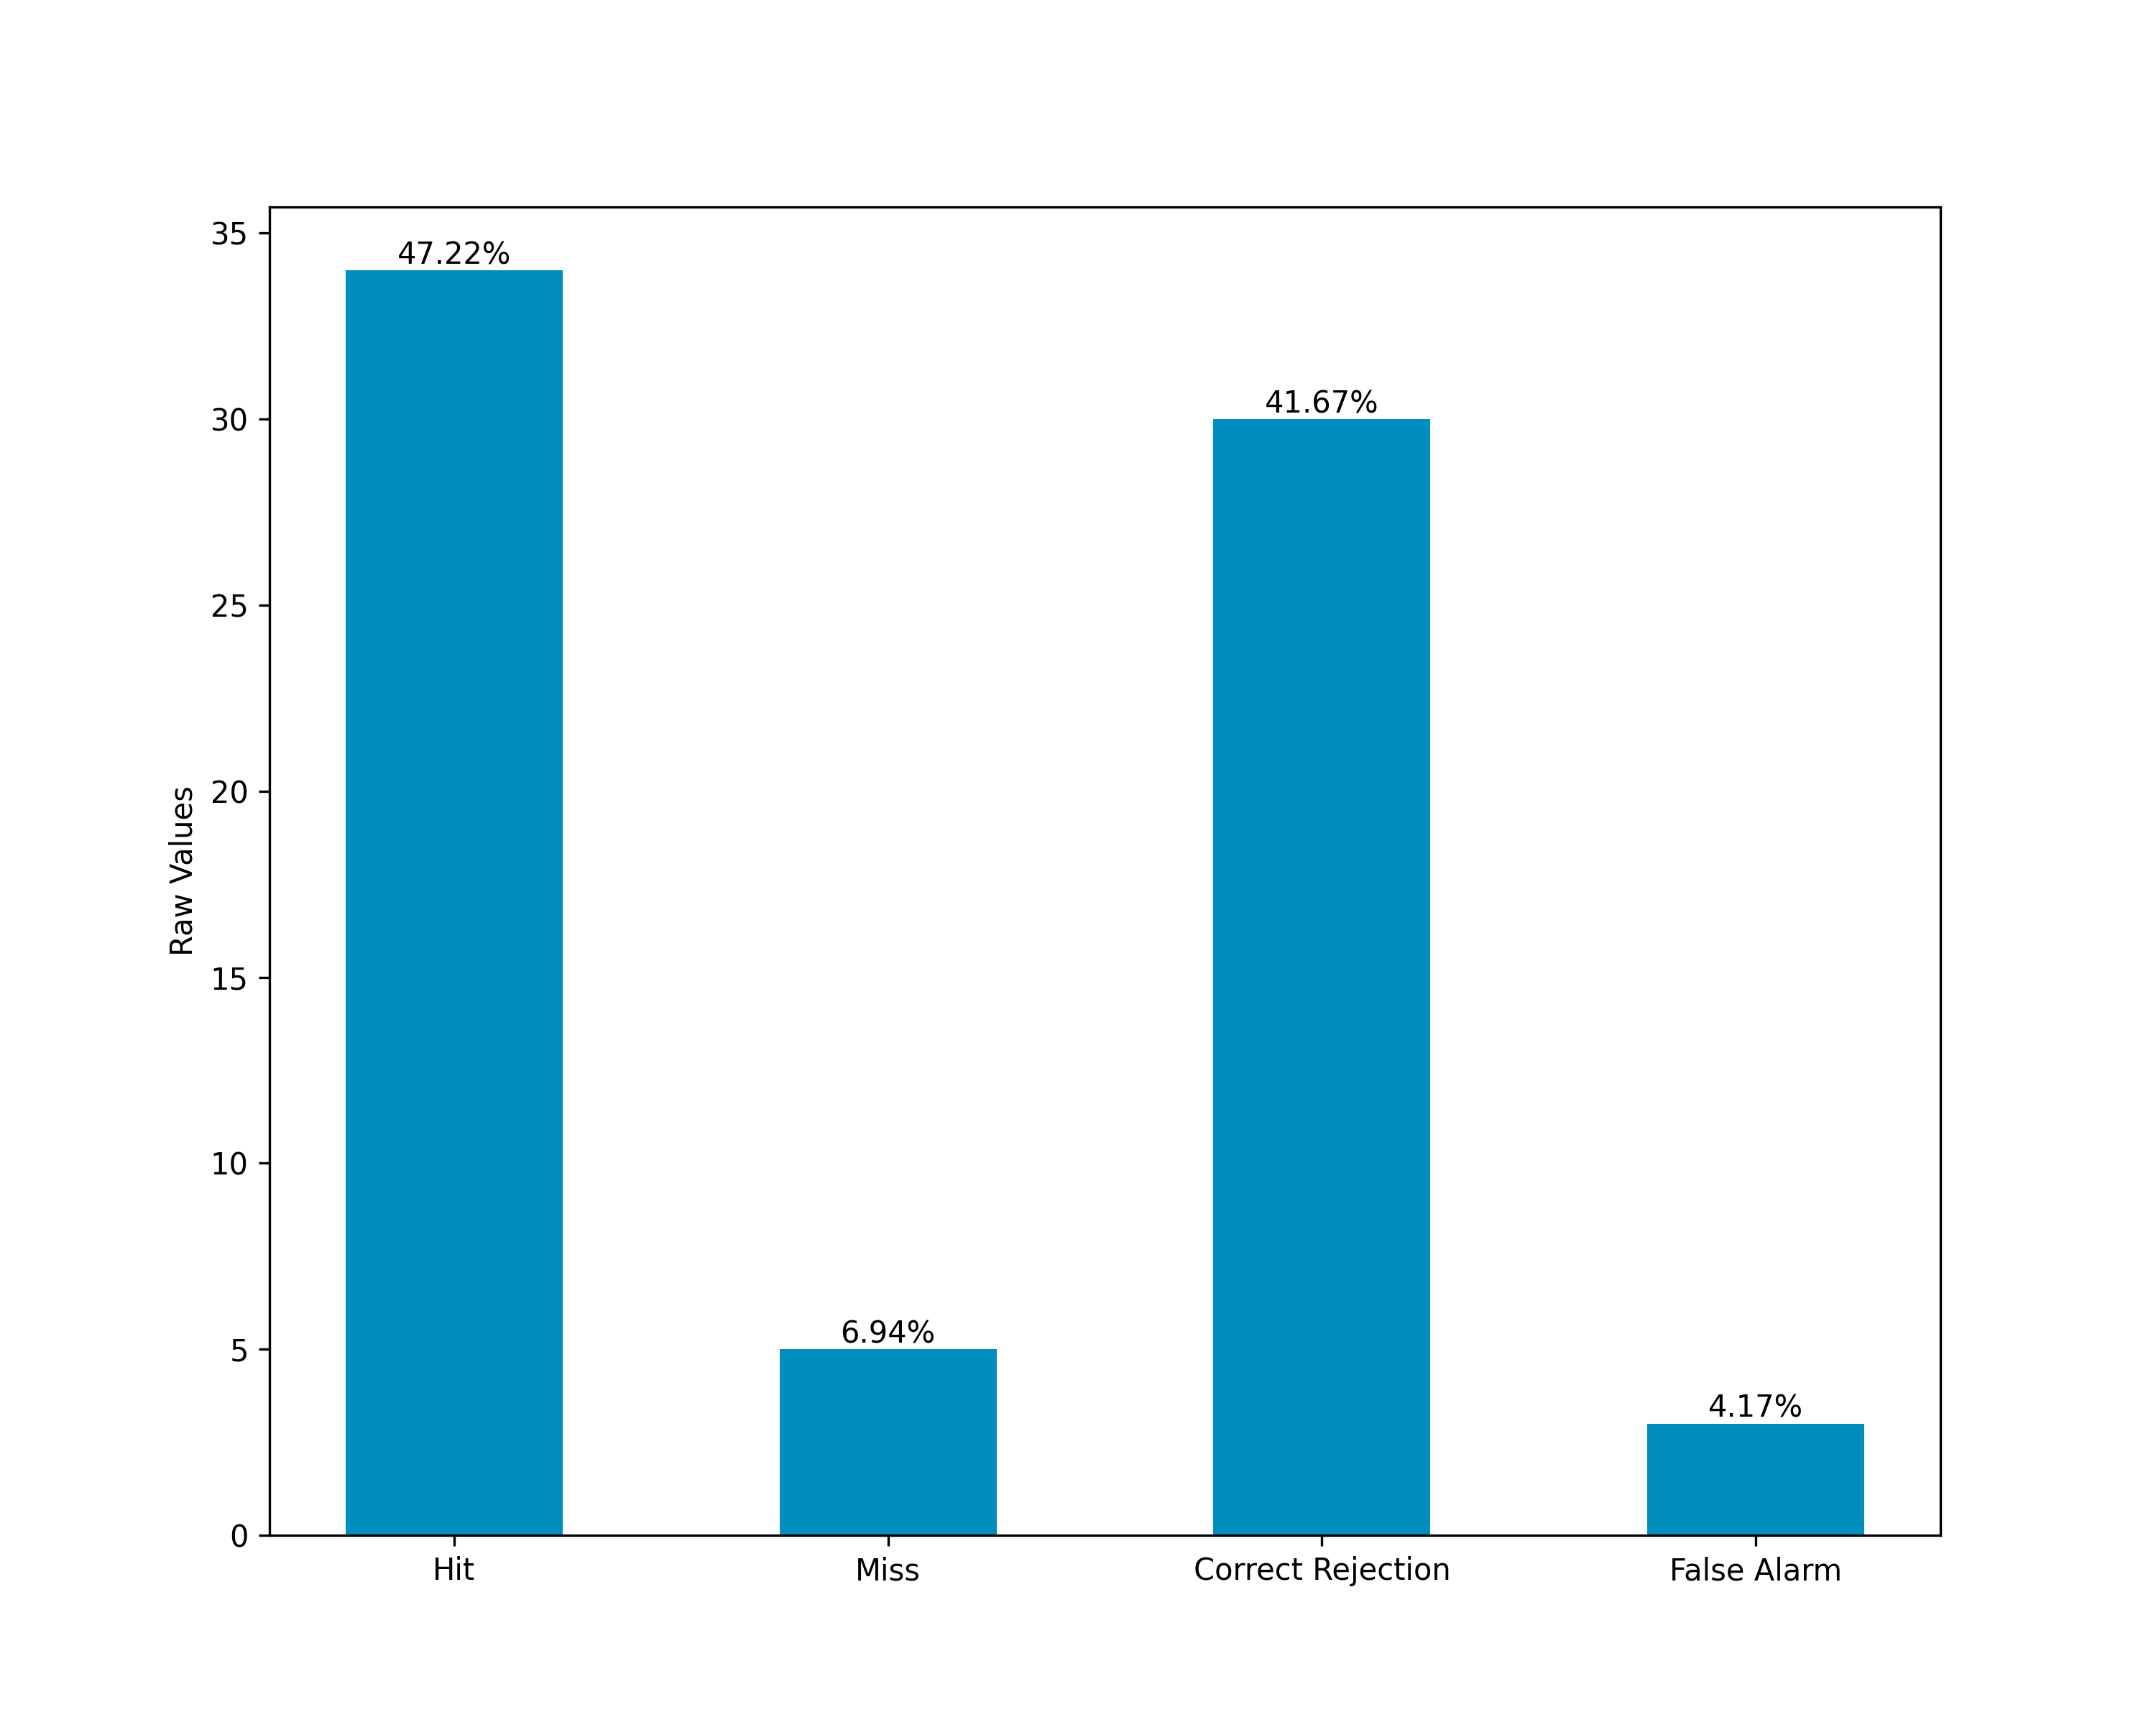 35
47.22%
41.67%
30
25
20
Raw Values
15
10
6.94%
5
4.17%
0
Hit
Miss
Correct Rejection
False Alarm